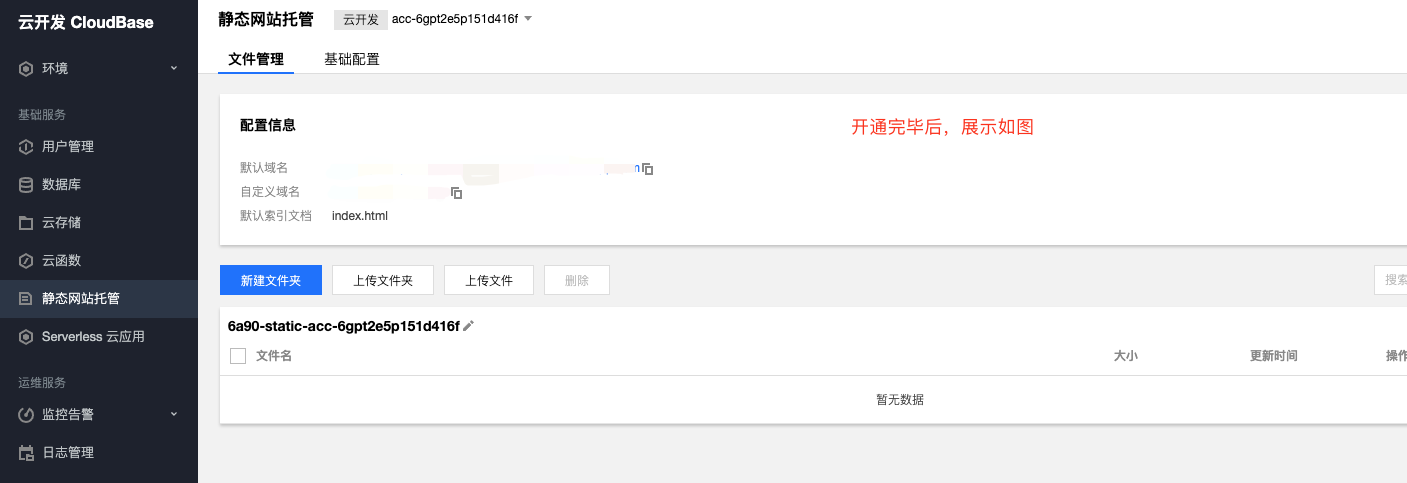 云开发 CloudBase
环境
基础服务
用户管理
数据库
云存储
云函数
静态网站托管
Serverless 云应用
运维服务
监控告警
日志管理
静态网站托管 云开发 acc-6gpt2e5p151d416f
文件管理 基础配置
配置信息
开通完毕后，展示如图
默认域名
自定义域名
默认索引文档 index.html
新建文件夹 上传文件夹 上传文件 删除 搜索
6a90-static-acc-6gpt2e5p151d416f
文件名 大小 更新时间 操作
暂无数据